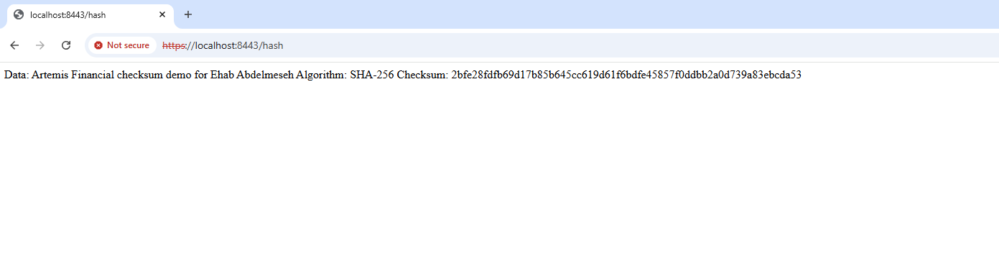 localhost:8443/hash
Not secure https://localhost:8443/hash
Data: Artemis Financial checksum demo for Ehab Abdelmeseh Algorithm: SHA-256 Checksum: 2bfe28fdfb69d17b85b645cc619d61f6bdfe45857f0ddbb2a0d739a83ebcda53